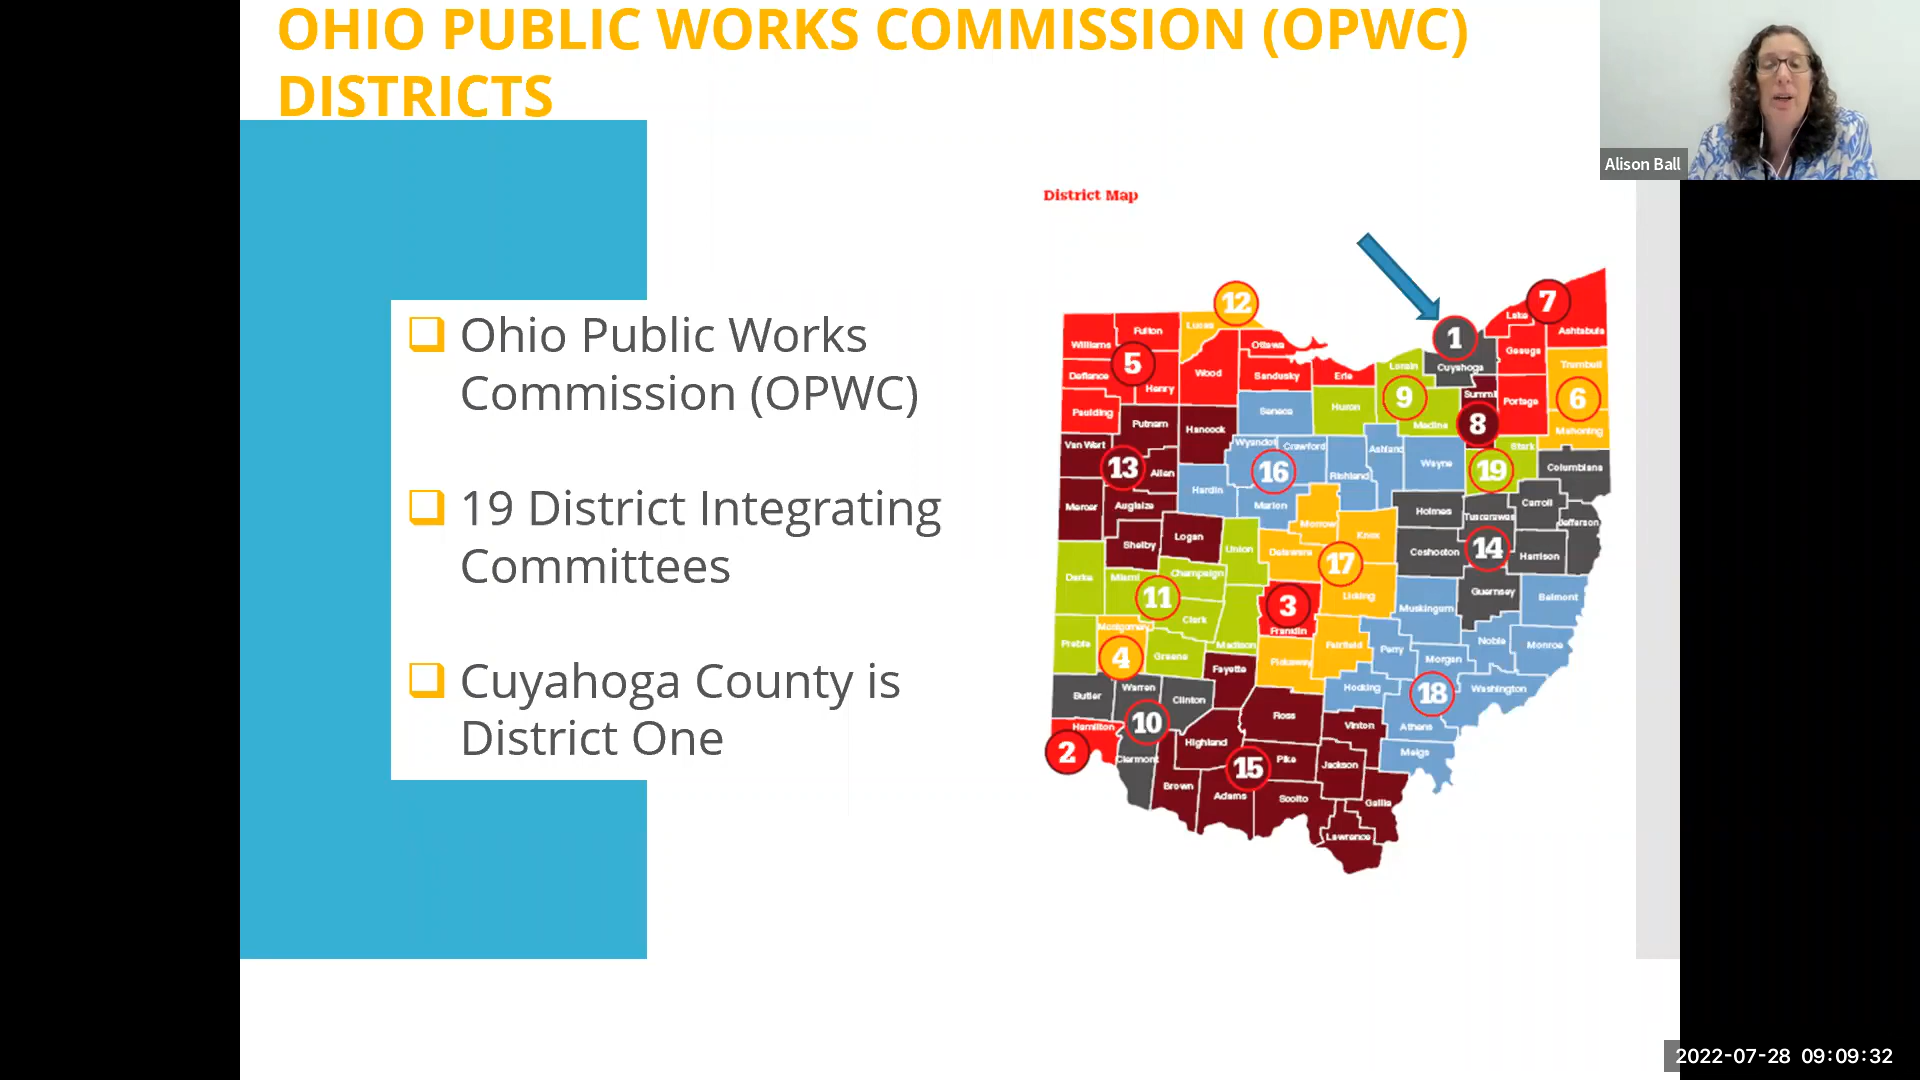 OHIO PUBLIC WORKS COMMISSION (OPWC)
DISTRICTS
Alison Ball
District Map
Ohio Public Works
Commission (OPWC)
19 District Integrating
Committees
Cuyahoga County is
District One
12
7
1
5
9
6
8
13
16
19
14
17
11
3
4
18
10
2
15
Lucas
Lake
Ashtabula
Fulton
Williams
Ottawa
Geauga
Defiance
Henry
Wood
Sandusky
Erie
Lorain
Cuyahoga
Trumbull
Paulding
Seneca
Huron
Medina
Summit
Portage
Mahoning
Putnam
Hancock
Van Wert
Allen
Wyandot
Crawford
Ashland
Richland
Wayne
Stark
Columbiana
Hardin
Marion
Mercer
Auglaize
Morrow
Holmes
Tuscarawas
Carroll
Jefferson
Shelby
Logan
Union
Delaware
Knox
Coshocton
Harrison
Darke
Miami
Champaign
Licking
Muskingum
Guernsey
Belmont
Clark
Franklin
Montgomery
Preble
Greene
Madison
Fairfield
Perry
Noble
Monroe
Morgan
Fayette
Pickaway
Butler
Warren
Clinton
Hocking
Washington
Hamilton
Ross
Vinton
Athens
Highland
Clermont
Pike
Jackson
Meigs
Brown
Adams
Scioto
Gallia
Lawrence
2022-07-28 09:09:32